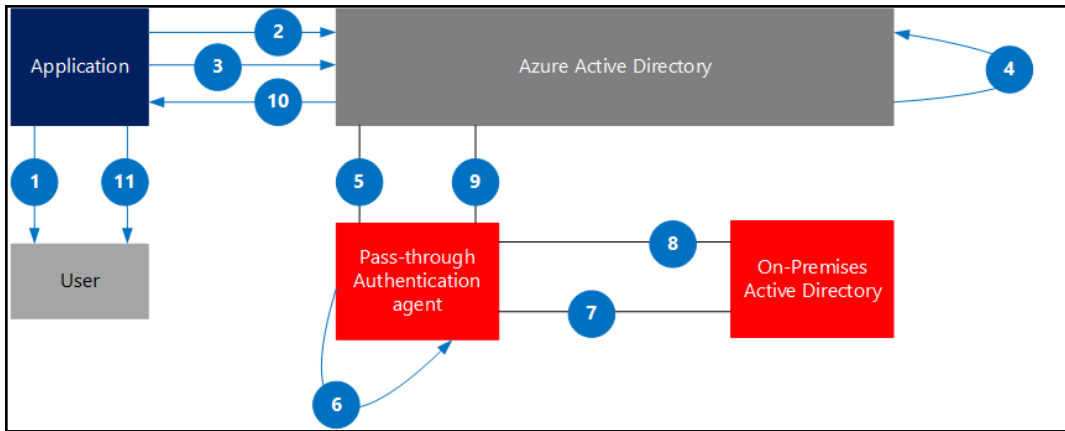 2
Application
3
Azure Active Directory
4
10
1
11
5
9
User
Pass-through
Authentication
agent
8
On-Premises
Active Directory
7
6